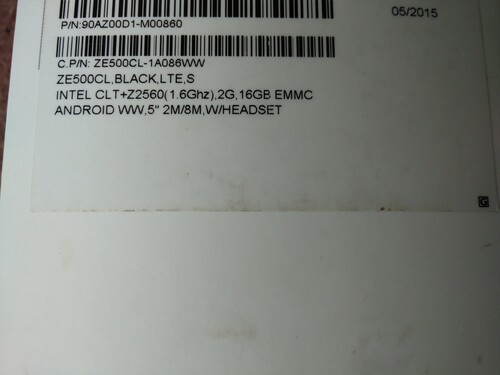 05/2015
P/N:90AZ00D1-M00860
C.P/N: ZE500CL-1A086WW
ZE500CL,BLACK,LTE,S
INTEL CLT+Z2560(1.6Ghz),2G,16GB EMMC
ANDROID WW,5" 2M/8M,W/HEADSET
G